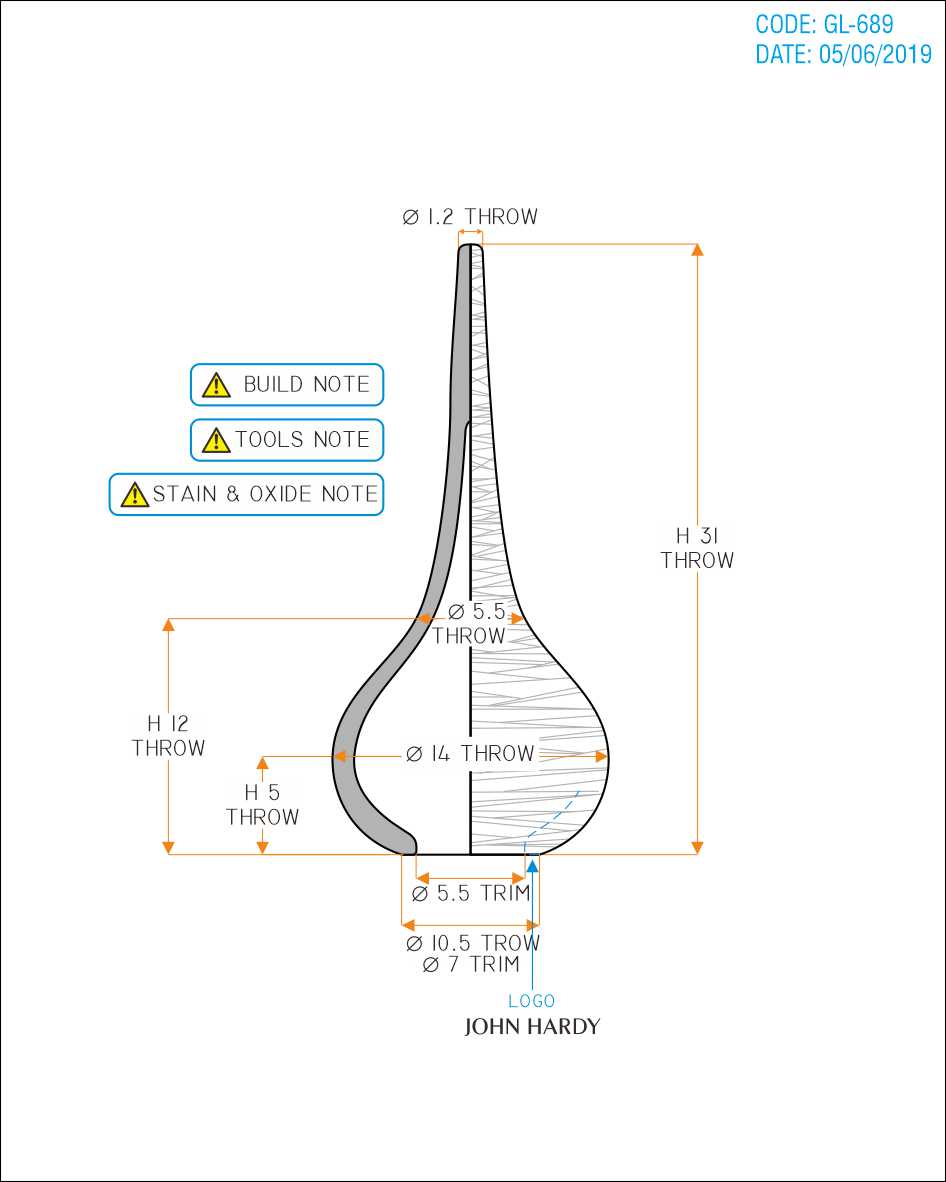 CODE: GL-689
DATE: 05/06/2019
Ø 1.2 THROW
BUILD NOTE
TOOLS NOTE
STAIN & OXIDE NOTE
H 31
THROW
Ø 5.5
THROW
H 12
THROW
Ø 14 THROW
H 5
THROW
Ø 5.5 TRIM
Ø 10.5 TROW
Ø 7 TRIM
LOGO
JOHN HARDY